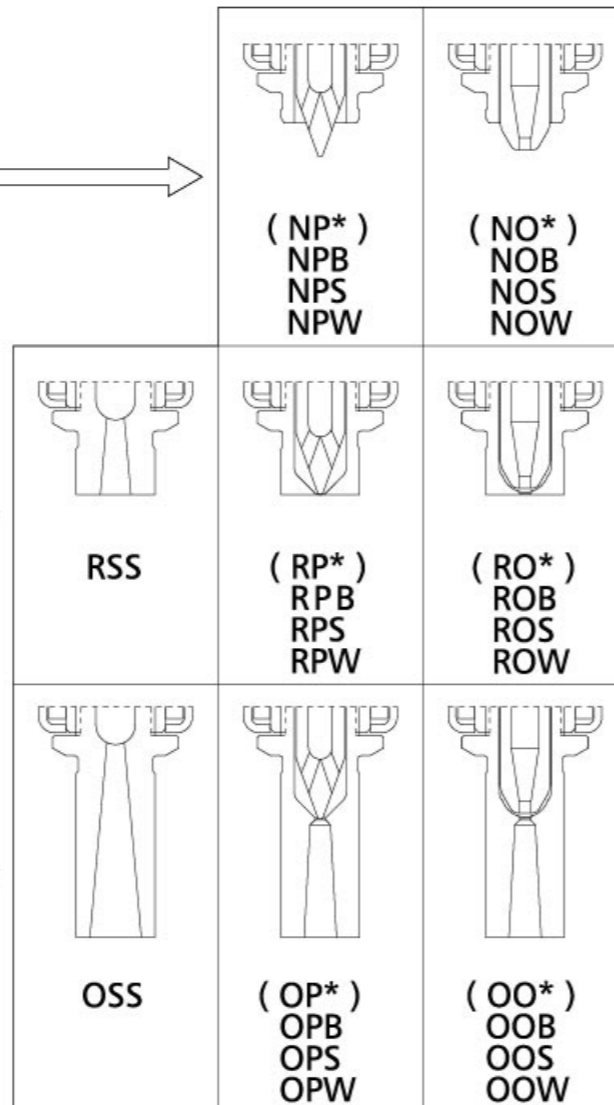 ( NP* )
NPB
NPS
NPW
( NO* )
NOB
NOS
NOW
RSS
( RP* )
RPB
RPS
RPW
( RO* )
ROB
ROS
ROW
OSS
( OP* )
OPB
OPS
OPW
( OO* )
OOB
OOS
OOW